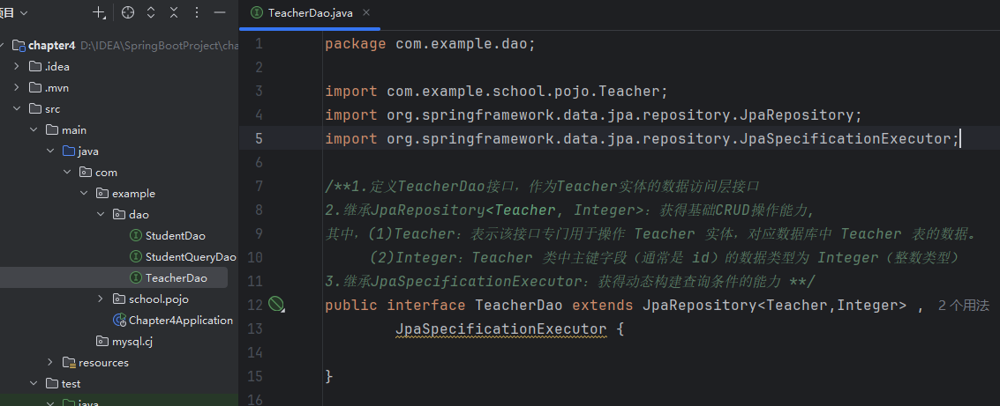 项目
TeacherDao.java
chapter4 D:\IDEA\SpringBootProject\cha
.idea
.mvn
src
main
java
com
example
dao
StudentDao
StudentQueryDao
TeacherDao
school.pojo
Chapter4Application
mysql.cj
resources
test
java
1 package com.example.dao;
2
3 import com.example.school.pojo.Teacher;
4 import org.springframework.data.jpa.repository.JpaRepository;
5 import org.springframework.data.jpa.repository.JpaSpecificationExecutor;
6
7 /**1.定义TeacherDao接口，作为Teacher实体的数据访问层接口
8 2.继承JpaRepository<Teacher, Integer>：获得基础CRUD操作能力,
9 其中，(1)Teacher：表示该接口专门用于操作 Teacher 实体，对应数据库中 Teacher 表的数据。
10 (2)Integer：Teacher 类中主键字段（通常是 id）的数据类型为 Integer（整数类型）
11 3.继承JpaSpecificationExecutor：获得动态构建查询条件的能力 **/
12 public interface TeacherDao extends JpaRepository<Teacher,Integer> , 2 个用法
13 JpaSpecificationExecutor {
14
15 }
16